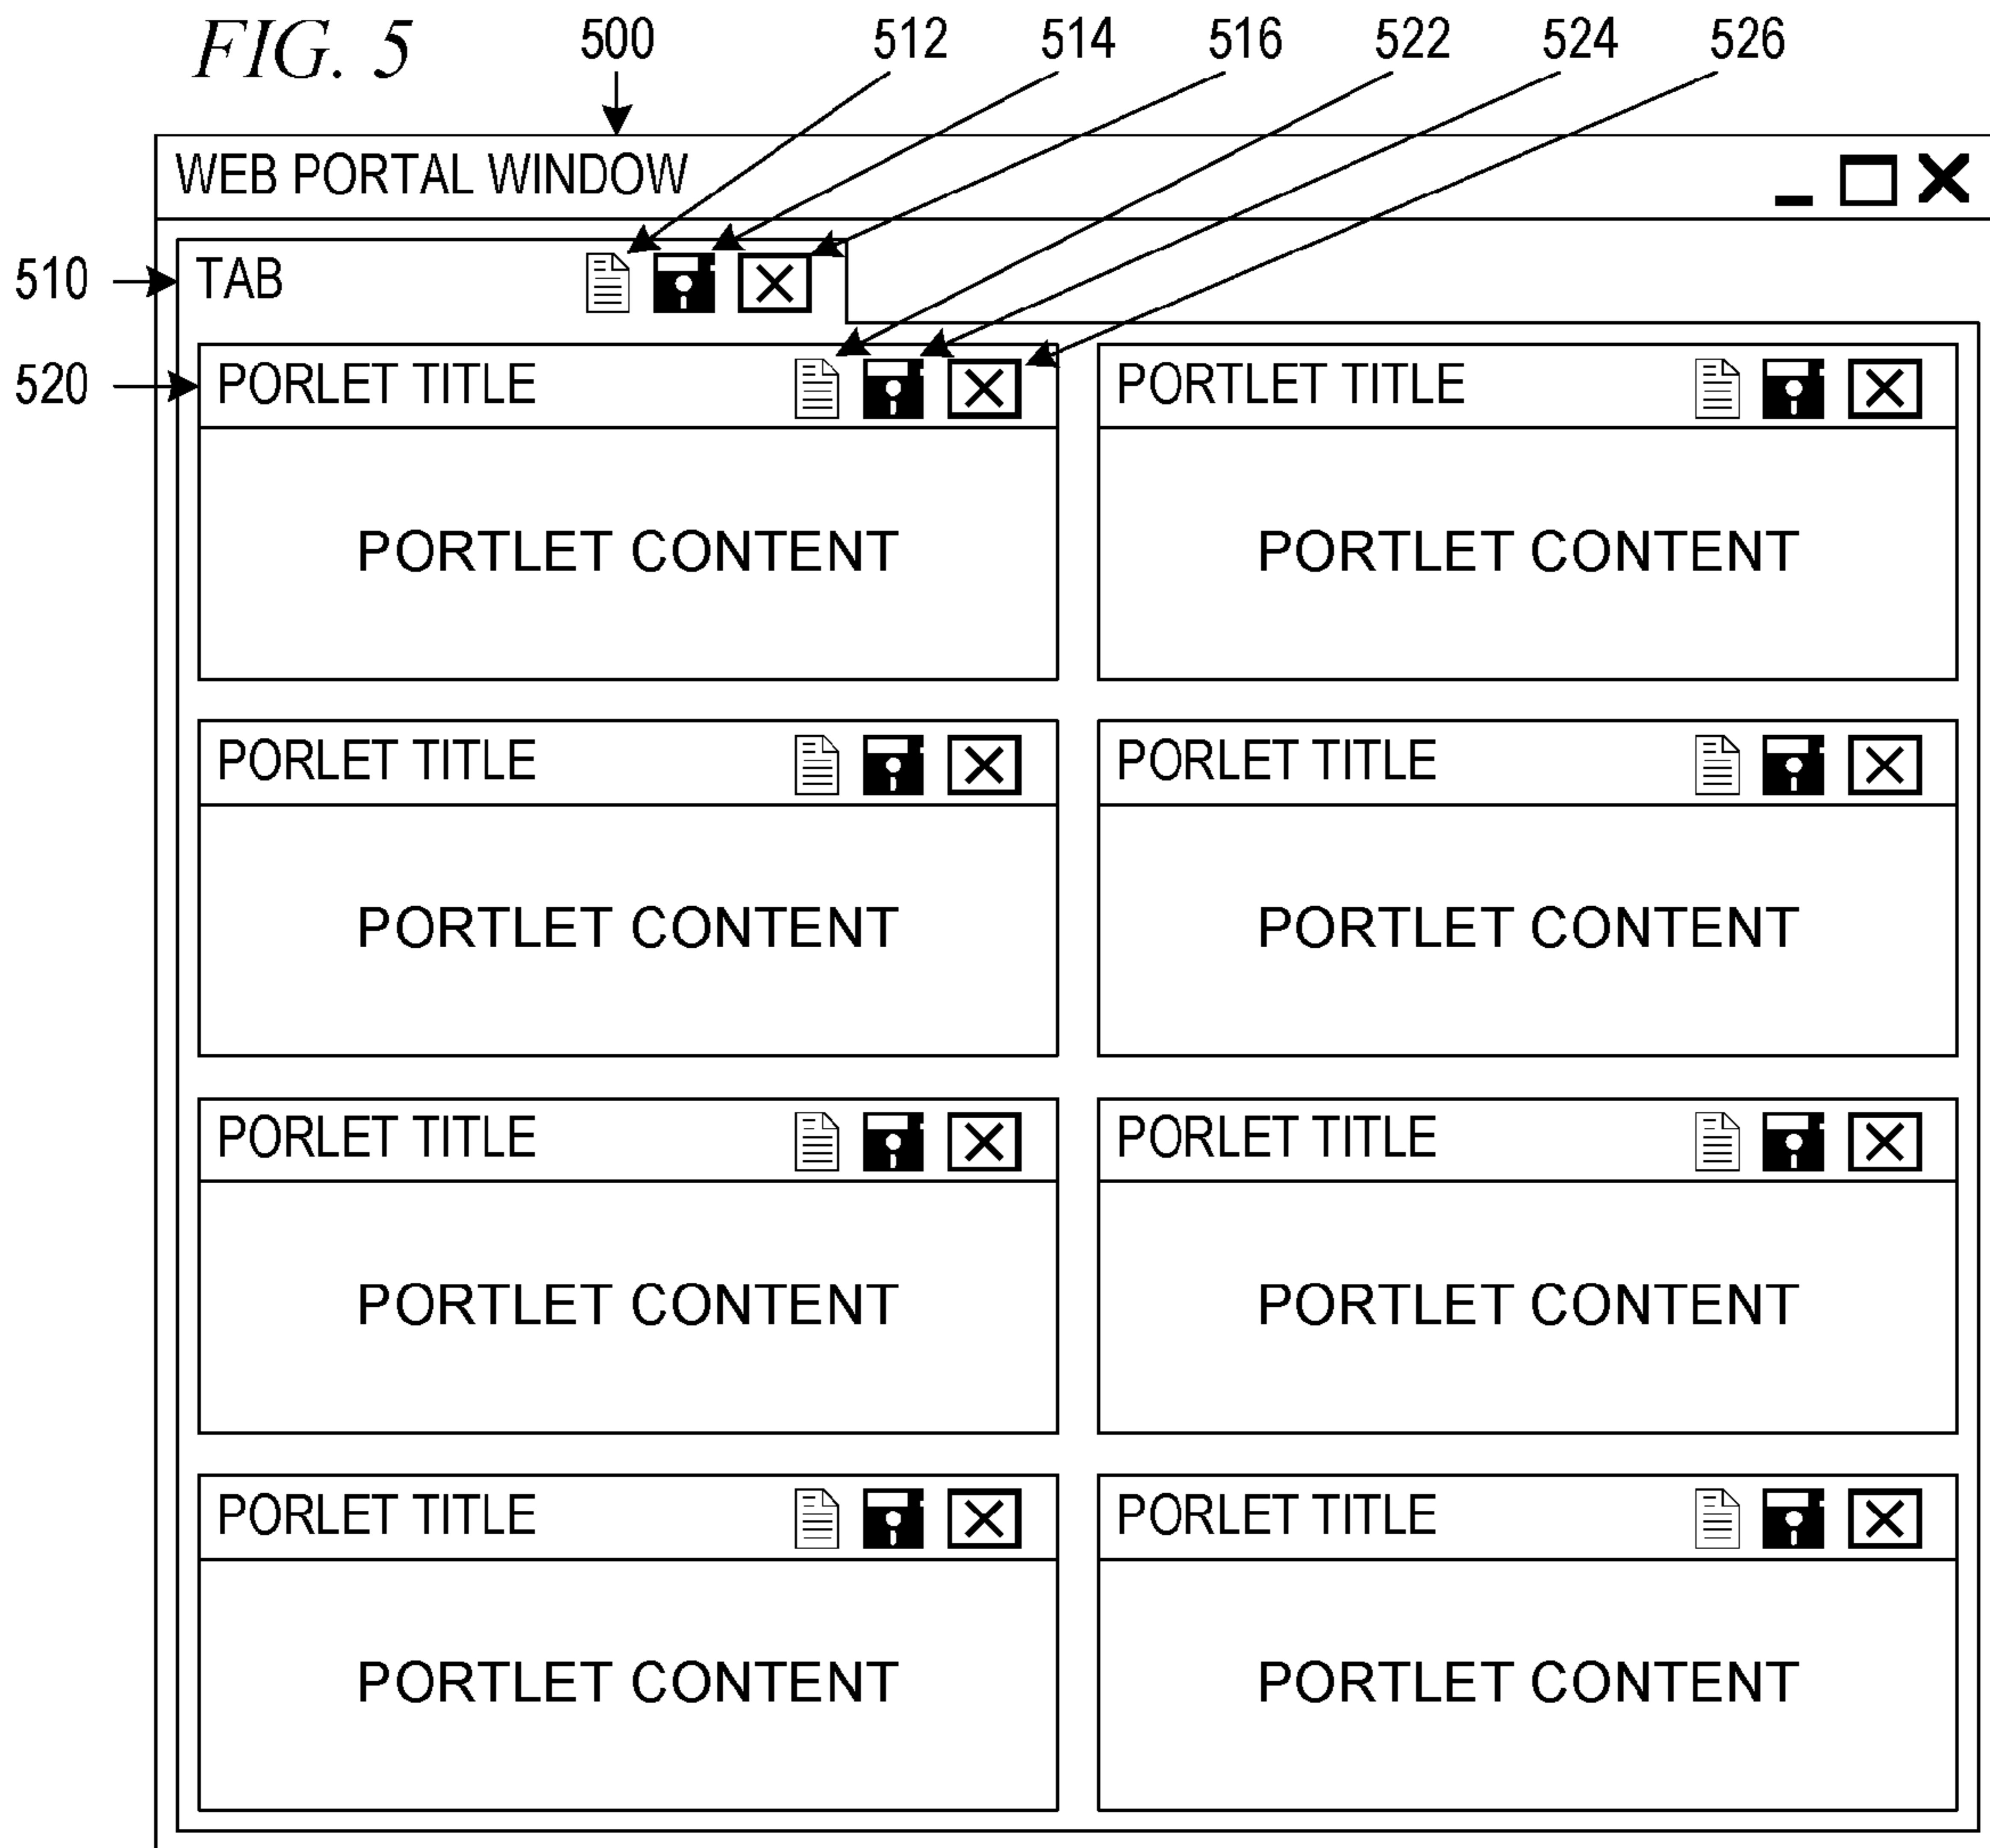 FIG. 5 500 512 514 516 522 524 526
WEB PORTAL WINDOW
510 TAB
520 PORLET TITLE PORTLET TITLE
PORTLET CONTENT PORTLET CONTENT
PORLET TITLE PORLET TITLE
PORTLET CONTENT PORTLET CONTENT
PORLET TITLE PORLET TITLE
PORTLET CONTENT PORTLET CONTENT
PORLET TITLE PORLET TITLE
PORTLET CONTENT PORTLET CONTENT